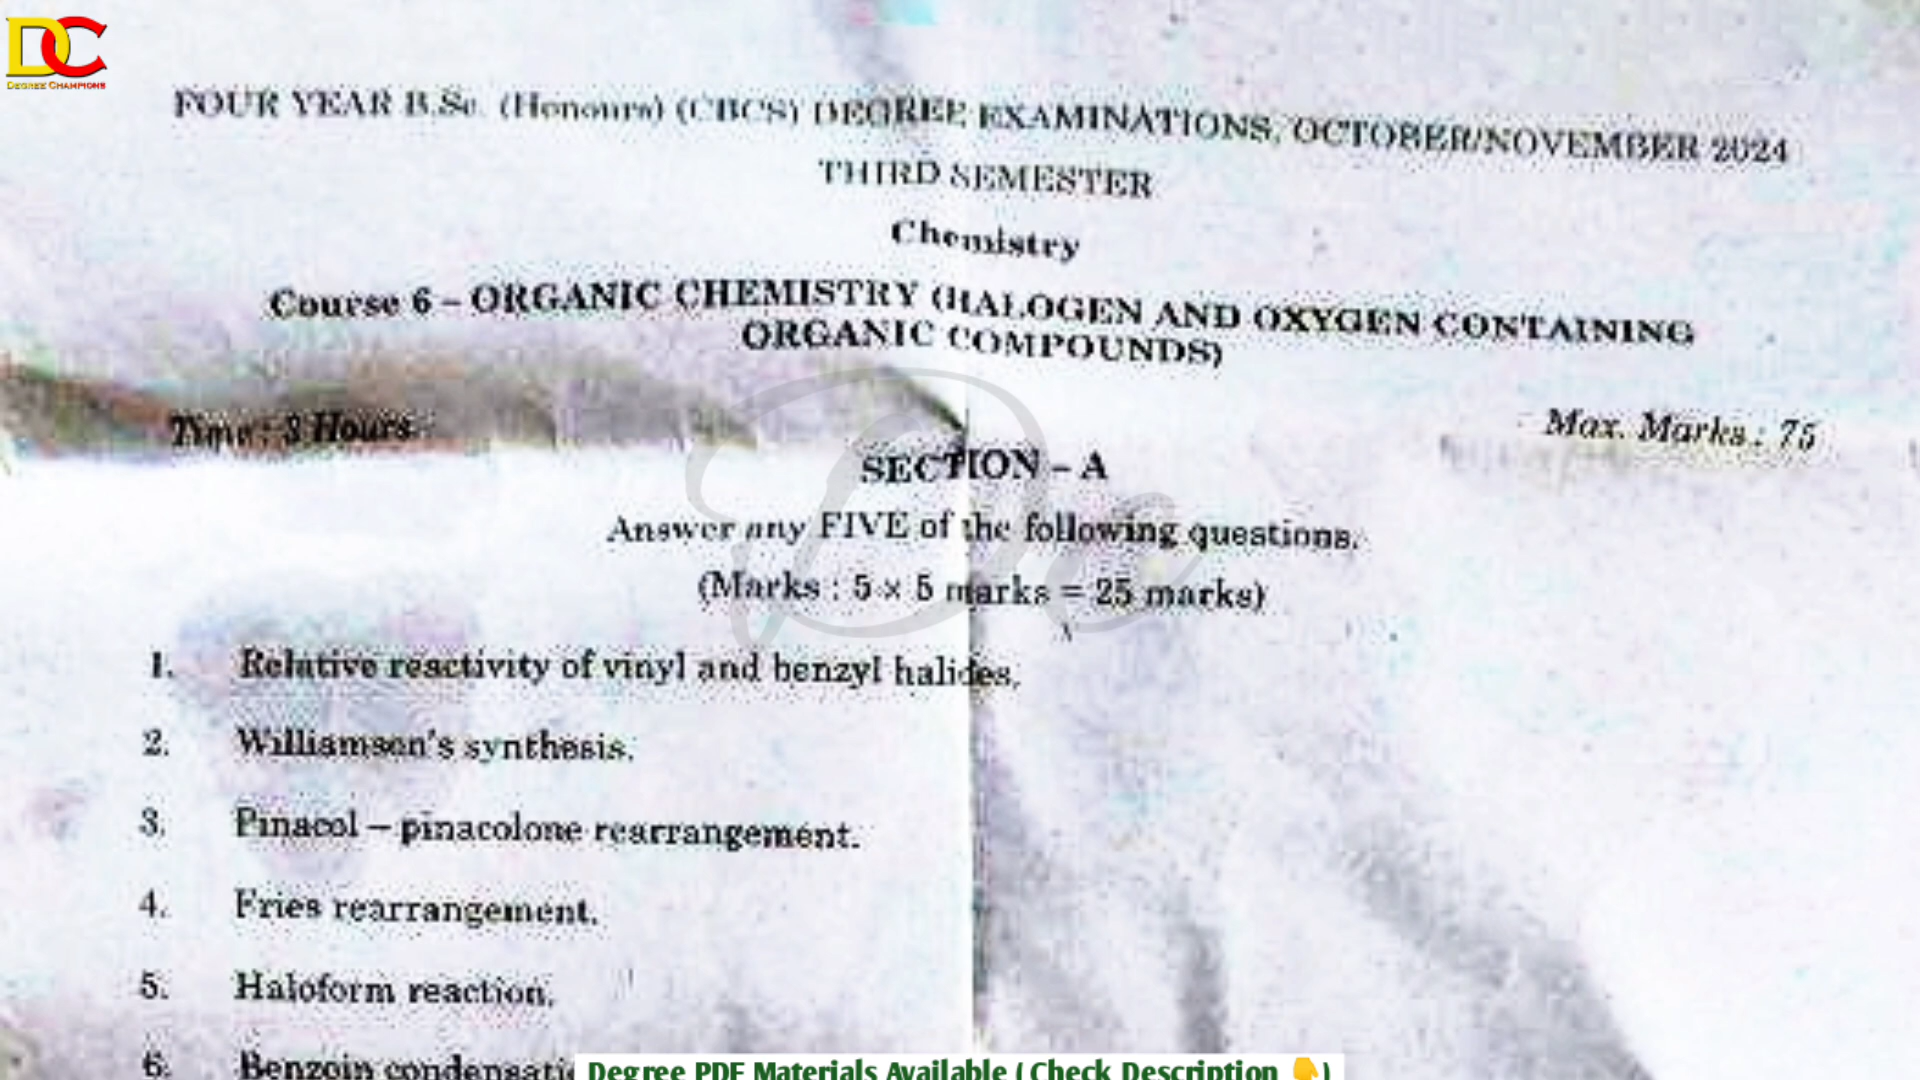 DC
DEGREE CHAMPIONS
FOUR YEAR B.Sc. (Honours) (CBCS) DEGREE EXAMINATIONS, OCTOBER/NOVEMBER 2024
THIRD SEMESTER
Chemistry
Course 6 – ORGANIC CHEMISTRY (HALOGEN AND OXYGEN CONTAINING
ORGANIC COMPOUNDS)
Time : 3 Hours
Max. Marks : 75
SECTION – A
Answer any FIVE of the following questions.
(Marks : 5 × 5 marks = 25 marks)
1. Relative reactivity of vinyl and benzyl halides.
2. Williamson's synthesis.
3. Pinacol – pinacolone rearrangement.
4. Fries rearrangement.
5. Haloform reaction.
6. Benzoin condensatio
Degree PDF Materials Available ( Check Description 👇 )
Dc